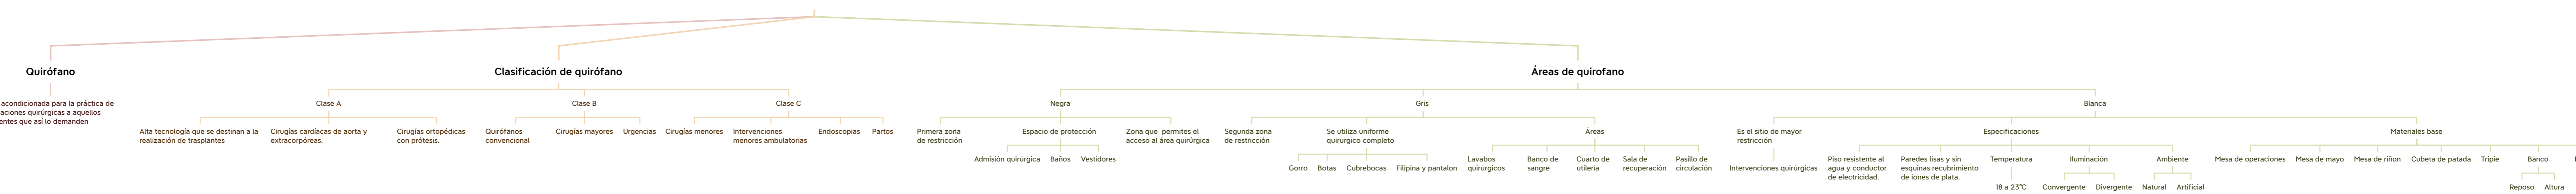 Quirófano
Clasificación de quirófano
Áreas de quirofano
acondicionada para la práctica de
aciones quirúrgicas a aquellos
entes que así lo demanden
Clase A
Clase B
Clase C
Negra
Gris
Blanca
Alta tecnología que se destinan a la
realización de trasplantes
Cirugías cardíacas de aorta y
extracorpóreas.
Cirugías ortopédicas
con prótesis.
Quirófanos
convencional
Cirugías mayores
Urgencias
Cirugías menores
Intervenciones
menores ambulatorias
Endoscopias
Partos
Primera zona
de restricción
Espacio de protección
Zona que permites el
acceso al área quirúrgica
Admisión quirúrgica
Baños
Vestidores
Segunda zona
de restricción
Se utiliza uniforme
quirurgico completo
Áreas
Gorro
Botas
Cubrebocas
Filipina y pantalon
Lavabos
quirúrgicos
Banco de
sangre
Cuarto de
utileria
Sala de
recuperación
Pasillo de
circulación
Es el sitio de mayor
restricción
Especificaciones
Materiales base
Intervenciones quirúrgicas
Piso resistente al
agua y conductor
de electricidad.
Paredes lisas y sin
esquinas recubrimiento
de iones de plata.
Temperatura
Iluminación
Ambiente
18 a 23°C
Convergente
Divergente
Natural
Artificial
Mesa de operaciones
Mesa de mayo
Mesa de riñon
Cubeta de patada
Tripie
Banco
Reposo
Altura